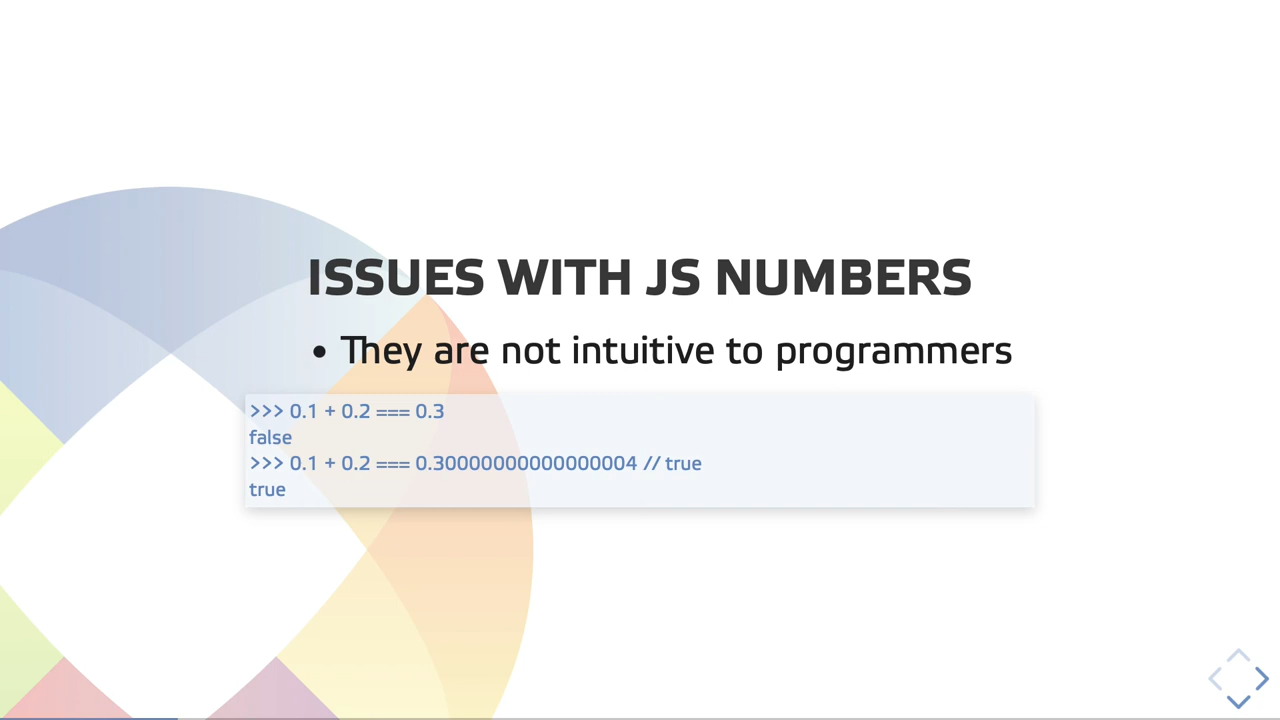 ISSUES WITH JS NUMBERS
• They are not intuitive to programmers
>>> 0.1 + 0.2 === 0.3
false
>>> 0.1 + 0.2 === 0.30000000000000004 // true
true